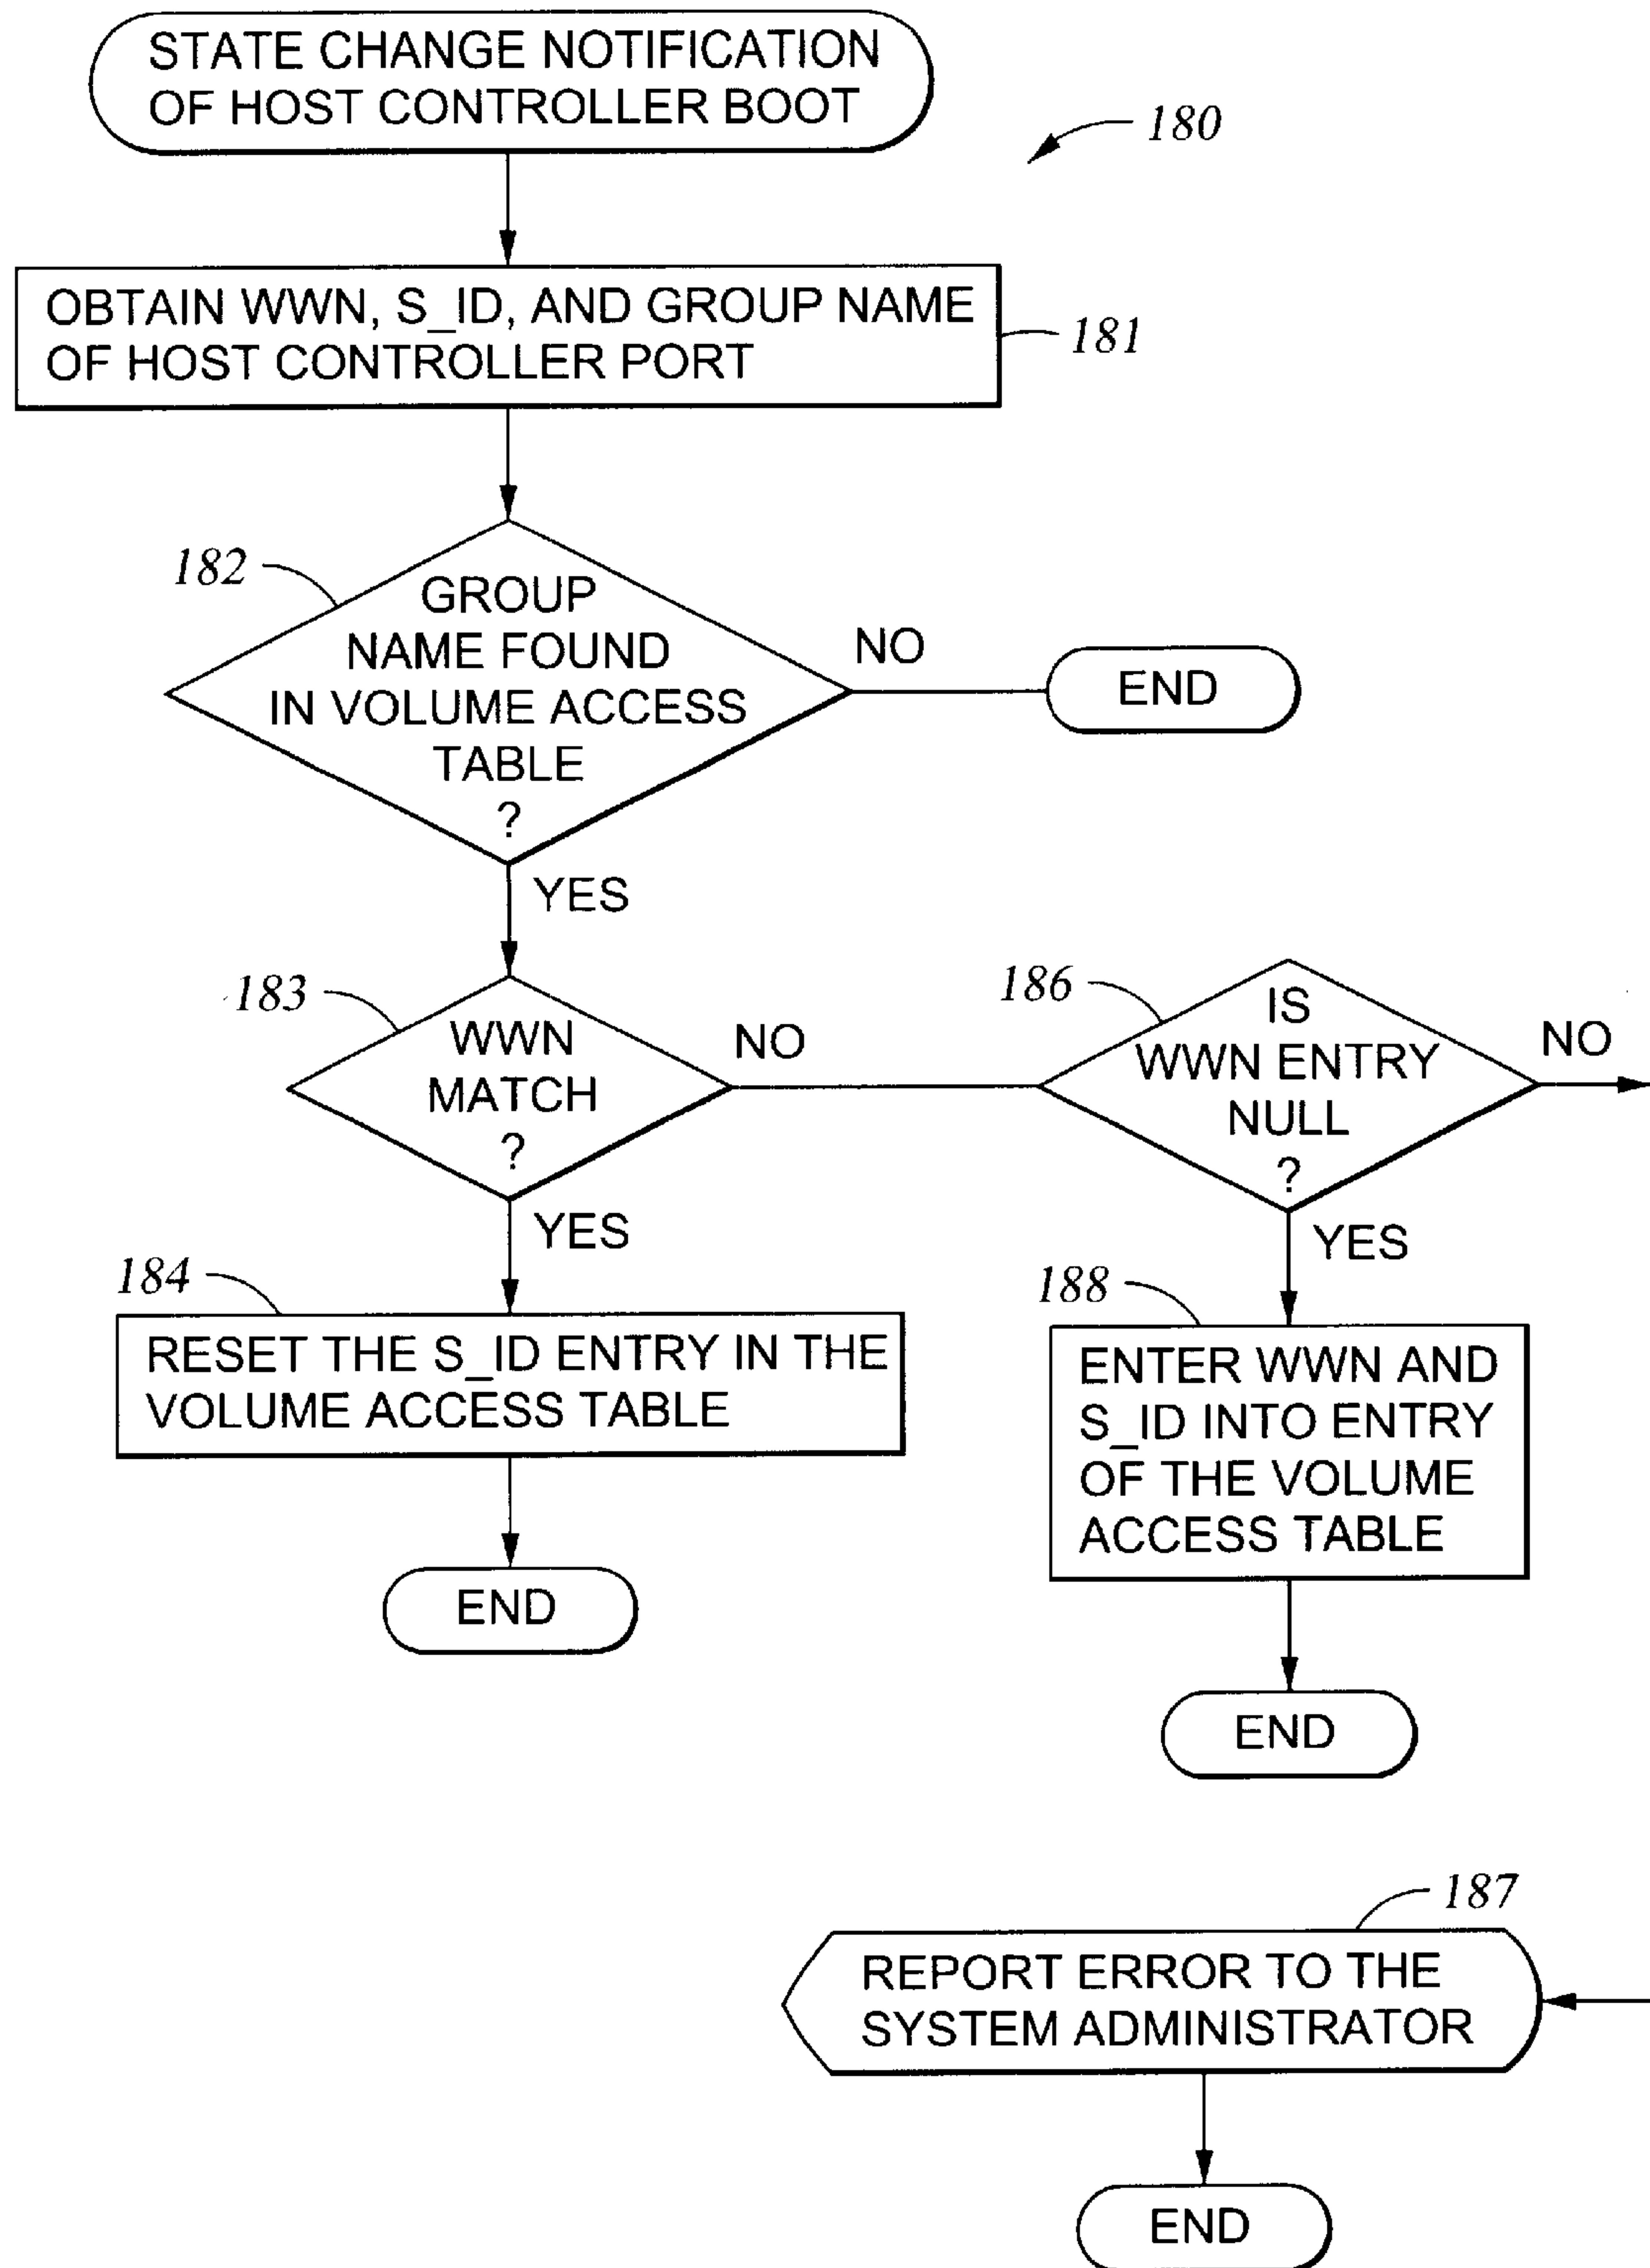 STATE CHANGE NOTIFICATION
OF HOST CONTROLLER BOOT
180
OBTAIN WWN, S_ID, AND GROUP NAME
OF HOST CONTROLLER PORT
181
182
GROUP
NAME FOUND
IN VOLUME ACCESS
TABLE
?
NO
END
YES
183
WWN
MATCH
?
NO
186
IS
WWN ENTRY
NULL
?
NO
YES
YES
184
RESET THE S_ID ENTRY IN THE
VOLUME ACCESS TABLE
END
188
ENTER WWN AND
S_ID INTO ENTRY
OF THE VOLUME
ACCESS TABLE
END
187
REPORT ERROR TO THE
SYSTEM ADMINISTRATOR
END